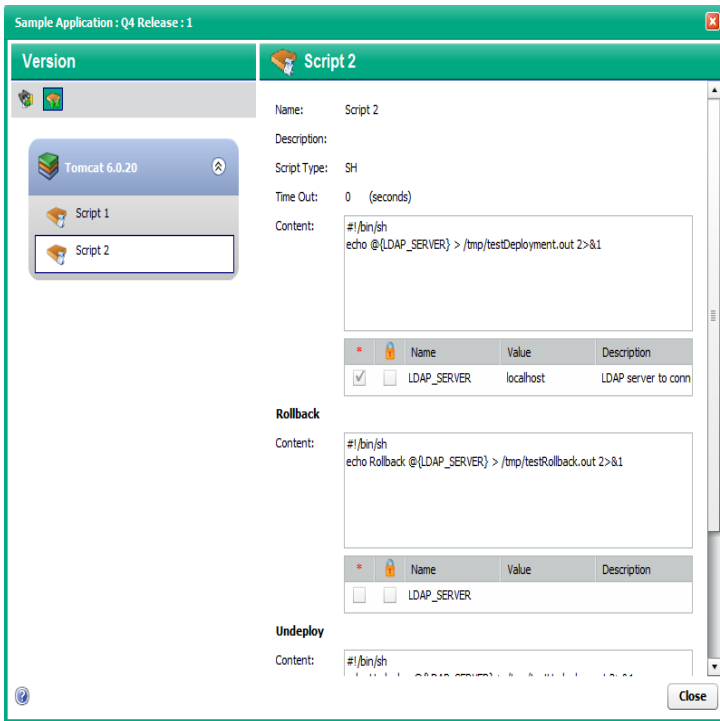 Sample Application : Q4 Release : 1
Version
Tomcat 6.0.20
Script 1
Script 2
Script 2
Name: Script 2
Description:
Script Type: SH
Time Out: 0 (seconds)
Content:
#!/bin/sh
echo @{LDAP_SERVER} > /tmp/testDeployment.out 2>&1
* Name Value Description
LDAP_SERVER localhost LDAP server to conn
Rollback
Content:
#!/bin/sh
echo Rollback @{LDAP_SERVER} > /tmp/testRollback.out 2>&1
* Name Value Description
LDAP_SERVER
Undeploy
Content:
#!/bin/sh
Close